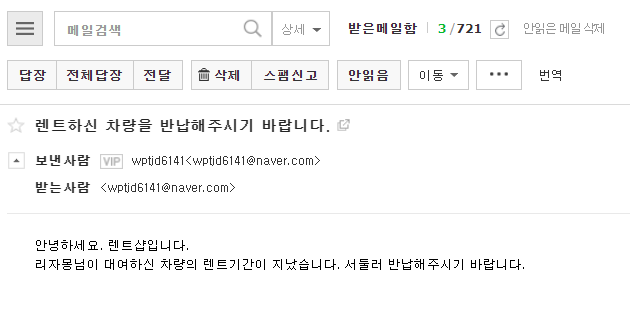 메일검색 상세 받은메일함 3/721 안읽은 메일 삭제
답장 전체답장 전달 삭제 스팸신고 안읽음 이동 ••• 번역
렌트하신 차량을 반납해주시기 바랍니다.
보낸사람 VIP wptjd6141<wptjd6141@naver.com>
받는사람 <wptjd6141@naver.com>
안녕하세요. 렌트샵입니다.
리자몽님이 대여하신 차량의 렌트기간이 지났습니다. 서둘러 반납해주시기 바랍니다.